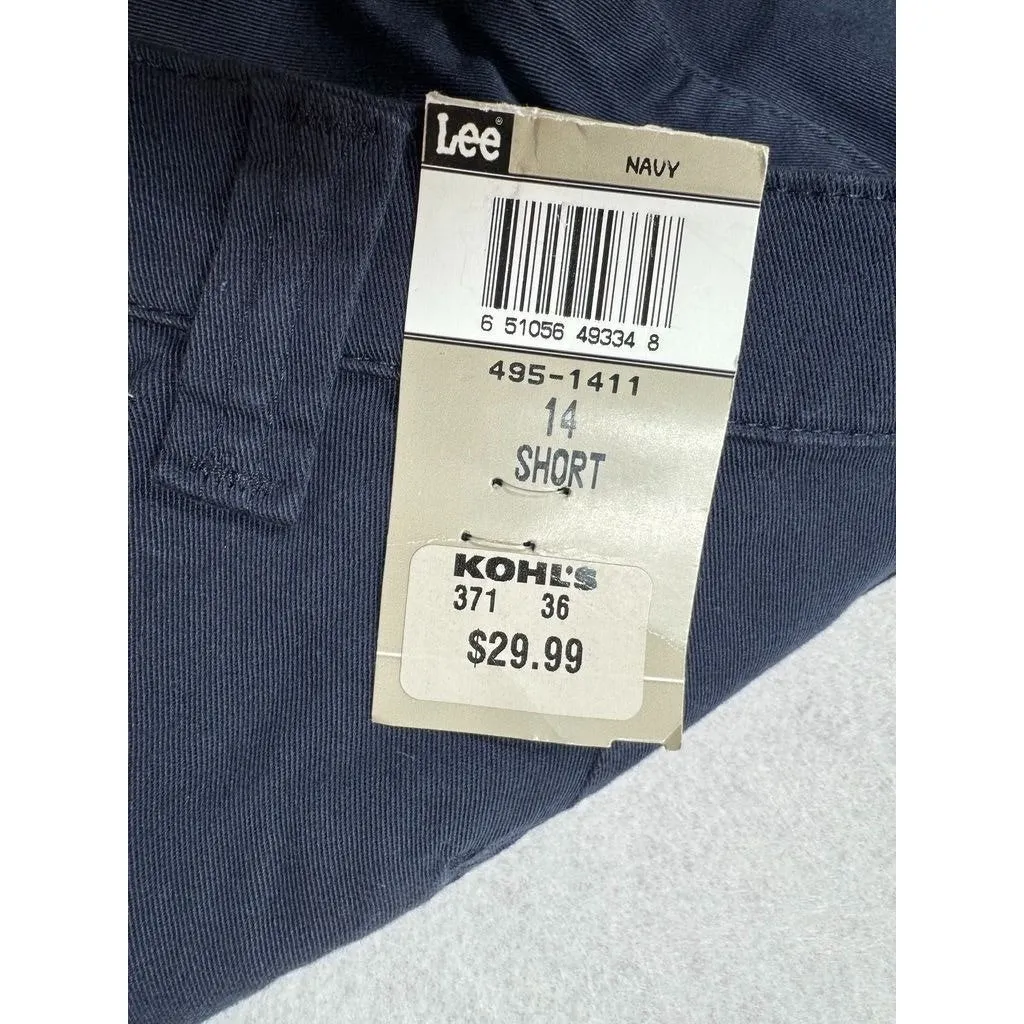 Lee®
NAVY
6 51056 49334 8
495-1411
14
SHORT
KOHL'S
371 36
$29.99